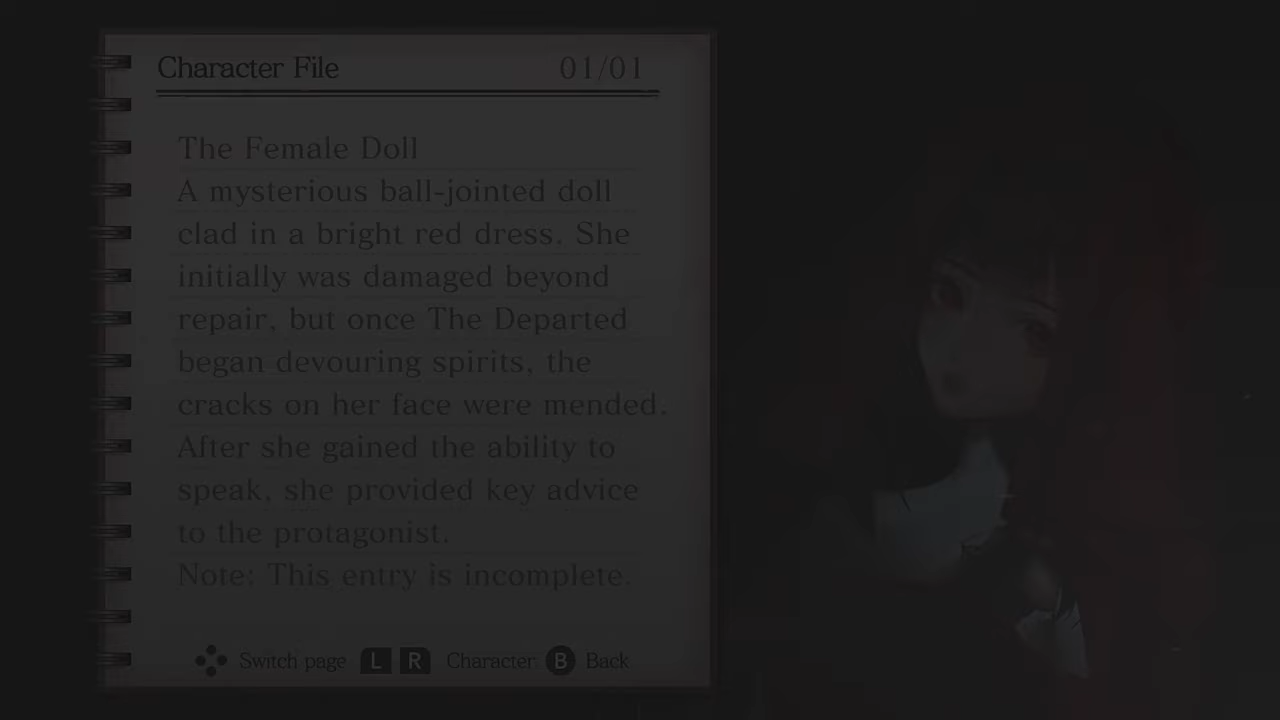 Character File 01/01
The Female Doll
A mysterious ball-jointed doll
clad in a bright red dress. She
initially was damaged beyond
repair, but once The Departed
began devouring spirits, the
cracks on her face were mended.
After she gained the ability to
speak, she provided key advice
to the protagonist.
Note: This entry is incomplete.
Switch page L R Character B Back